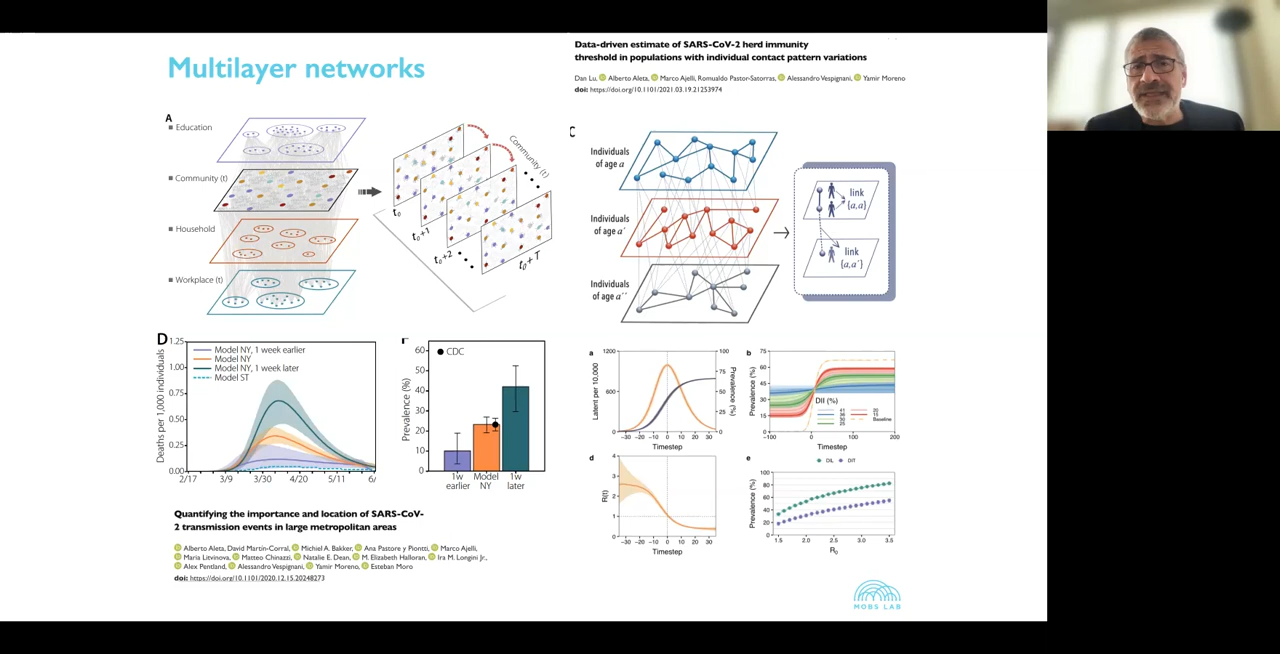 Multilayer networks
A
Education
Community (t)
Household
Workplace (t)
Community (t)
t₀
t₀+1
t₀+2
t₀+T
Data-driven estimate of SARS-CoV-2 herd immunity
threshold in populations with individual contact pattern variations
Dan Lu, Alberto Aleta, Marco Ajelli, Romualdo Pastor-Satorras, Alessandro Vespignani, Yamir Moreno
doi: https://doi.org/10.1101/2021.03.19.21253974
C
Individuals
of age a
Individuals
of age a'
Individuals
of age a''
link
{a,a}
link
{a,a'}
D
Deaths per 1,000 individuals
1.25
1.00
0.75
0.50
0.25
0.00
Model NY, 1 week earlier
Model NY
Model NY, 1 week later
Model ST
2/17 3/9 3/30 4/20 5/11 6/
Prevalence (%)
60
50
40
30
20
10
0
CDC
1w Model 1w
earlier NY later
a
Latent per 10,000
1200
600
0
100
75
50
25
0
Prevalence (%)
-30 -20 -10 0 10 20 30
Timestep
b
Prevalence (%)
75
60
45
30
15
0
DII (%)
20
15
Baseline
25
-100 0 100 200
Timestep
d
R(t)
4
3
2
1
0
-30 -20 -10 0 10 20 30
Timestep
e
DIL DIT
Prevalence (%)
100
80
60
40
20
0
1.5 2.0 2.5 3.0 3.5
R₀
Quantifying the importance and location of SARS-CoV-
2 transmission events in large metropolitan areas
Alberto Aleta, David Martín-Corral, Michiel A. Bakker, Ana Pastore y Piontti, Marco Ajelli,
Maria Litvinova, Matteo Chinazzi, Natalie E. Dean, M. Elizabeth Halloran, Ira M. Longini Jr.,
Alex Pentland, Alessandro Vespignani, Yamir Moreno, Esteban Moro
doi: https://doi.org/10.1101/2020.12.15.20248273
MOBS LAB